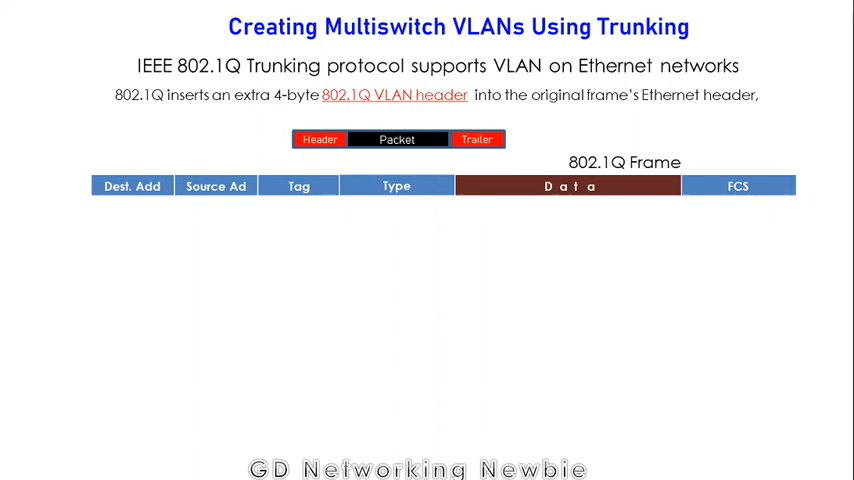 Creating Multiswitch VLANs Using Trunking
IEEE 802.1Q Trunking protocol supports VLAN on Ethernet networks
802.1Q inserts an extra 4-byte 802.1Q VLAN header into the original frame's Ethernet header,
Header Packet Trailer
802.1Q Frame
Dest. Add Source Ad Tag Type Data FCS
GD Networking Newbie